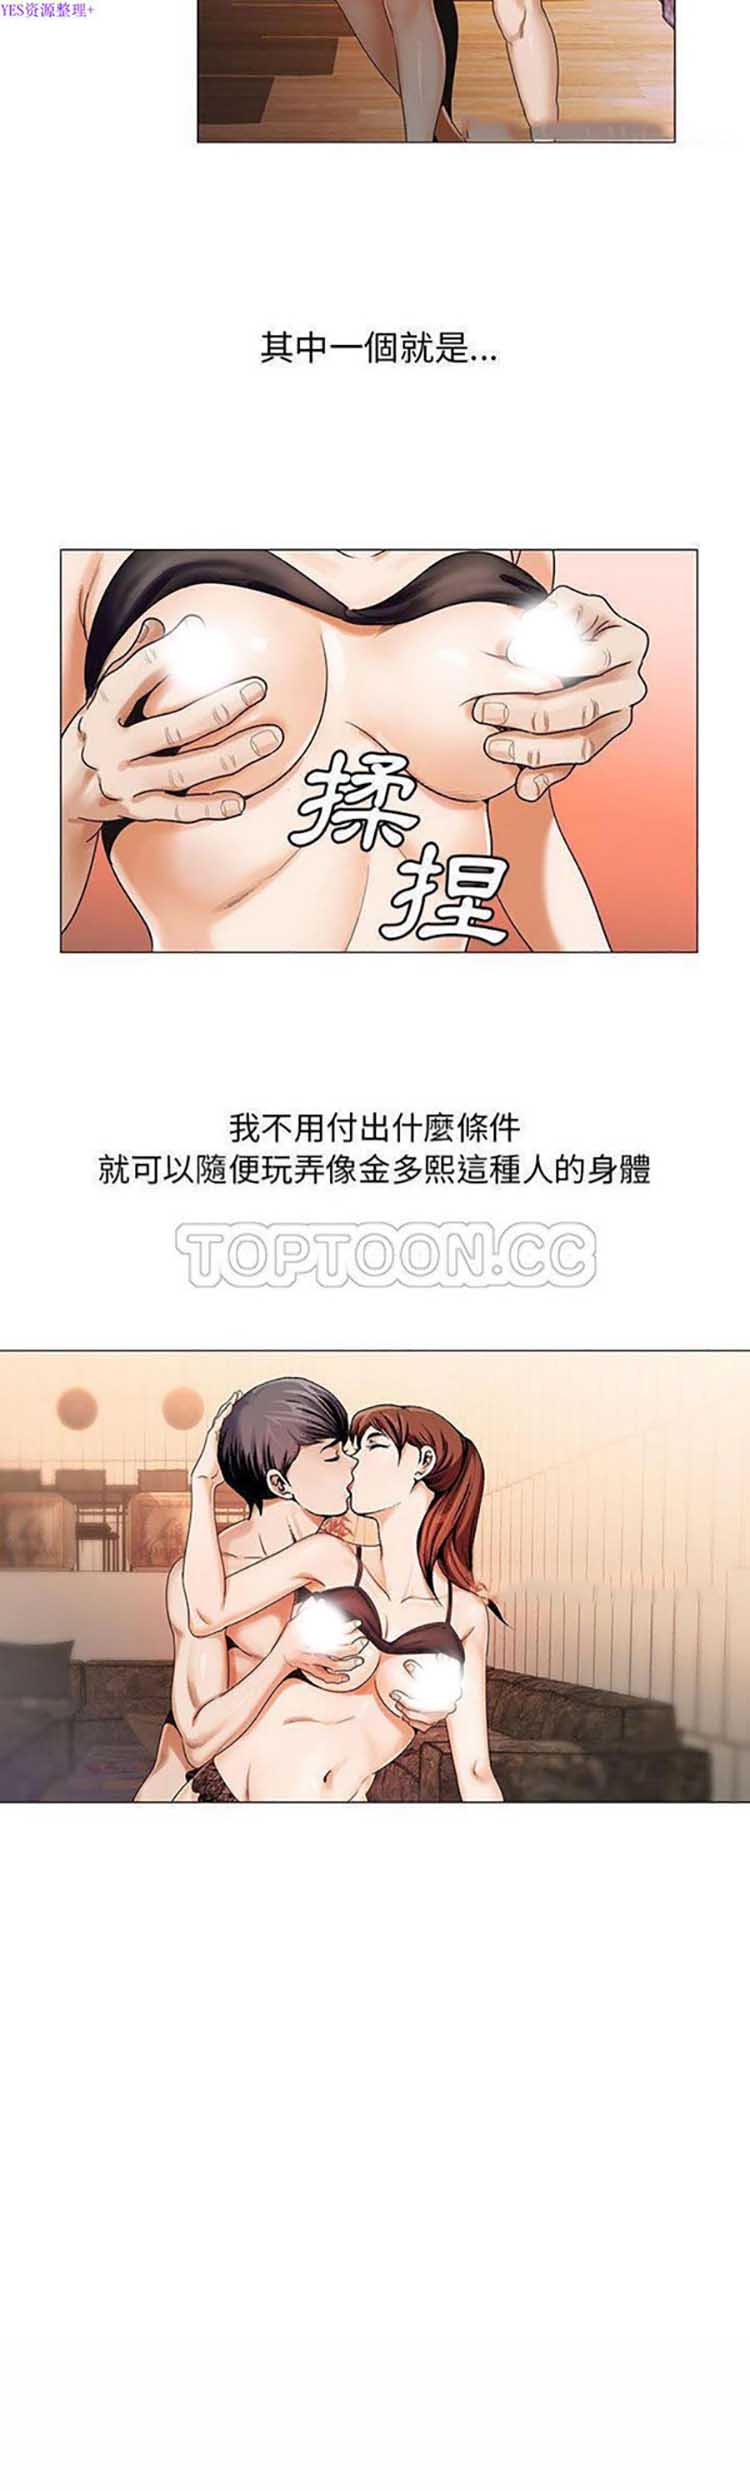 YES资源整理+
其中一個就是...
揉
捏
我不用付出什麼條件
就可以隨便玩弄像金多熙這種人的身體
TOPTOON.CC